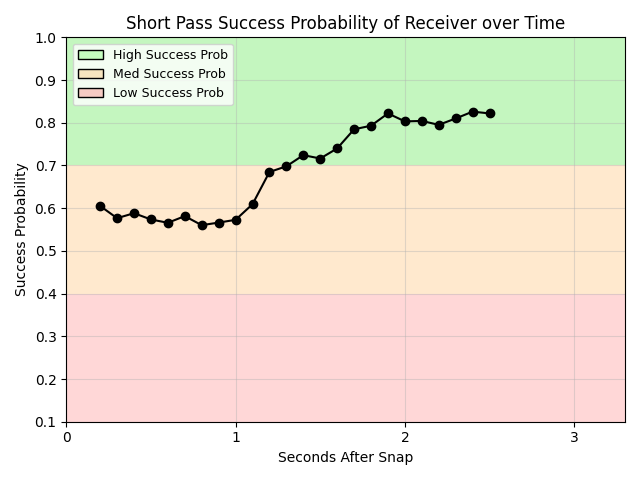 Short Pass Success Probability of Receiver over Time
High Success Prob
Med Success Prob
Low Success Prob
Success Probability
1.0
0.9
0.8
0.7
0.6
0.5
0.4
0.3
0.2
0.1
0 1 2 3
Seconds After Snap